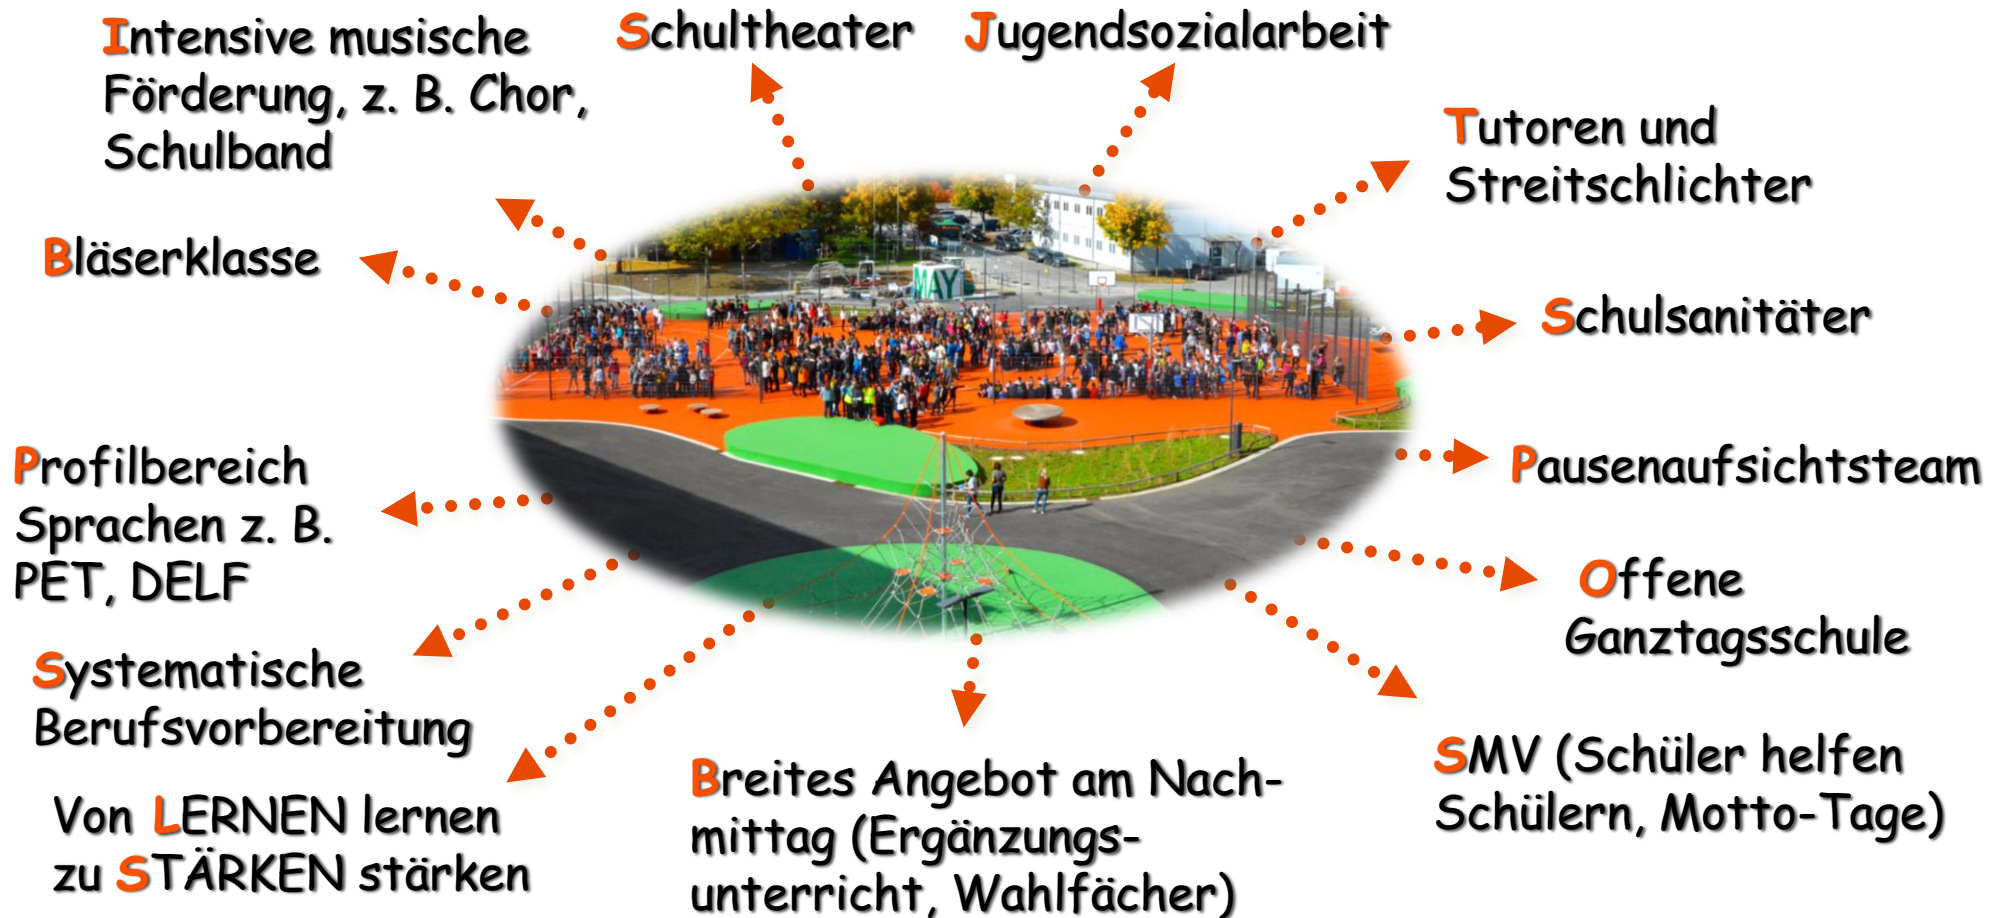 Intensive musische
Förderung, z. B. Chor,
Schulband
Schultheater
Jugendsozialarbeit
Tutoren und
Streitschlichter
Bläserklasse
MAY
Schulsanitäter
Profilbereich
Sprachen z. B.
PET, DELF
Pausenaufsichtsteam
Offene
Ganztagsschule
Systematische
Berufsvorbereitung
Von LERNEN lernen
zu STÄRKEN stärken
Breites Angebot am Nach-
mittag (Ergänzungs-
unterricht, Wahlfächer)
SMV (Schüler helfen
Schülern, Motto-Tage)